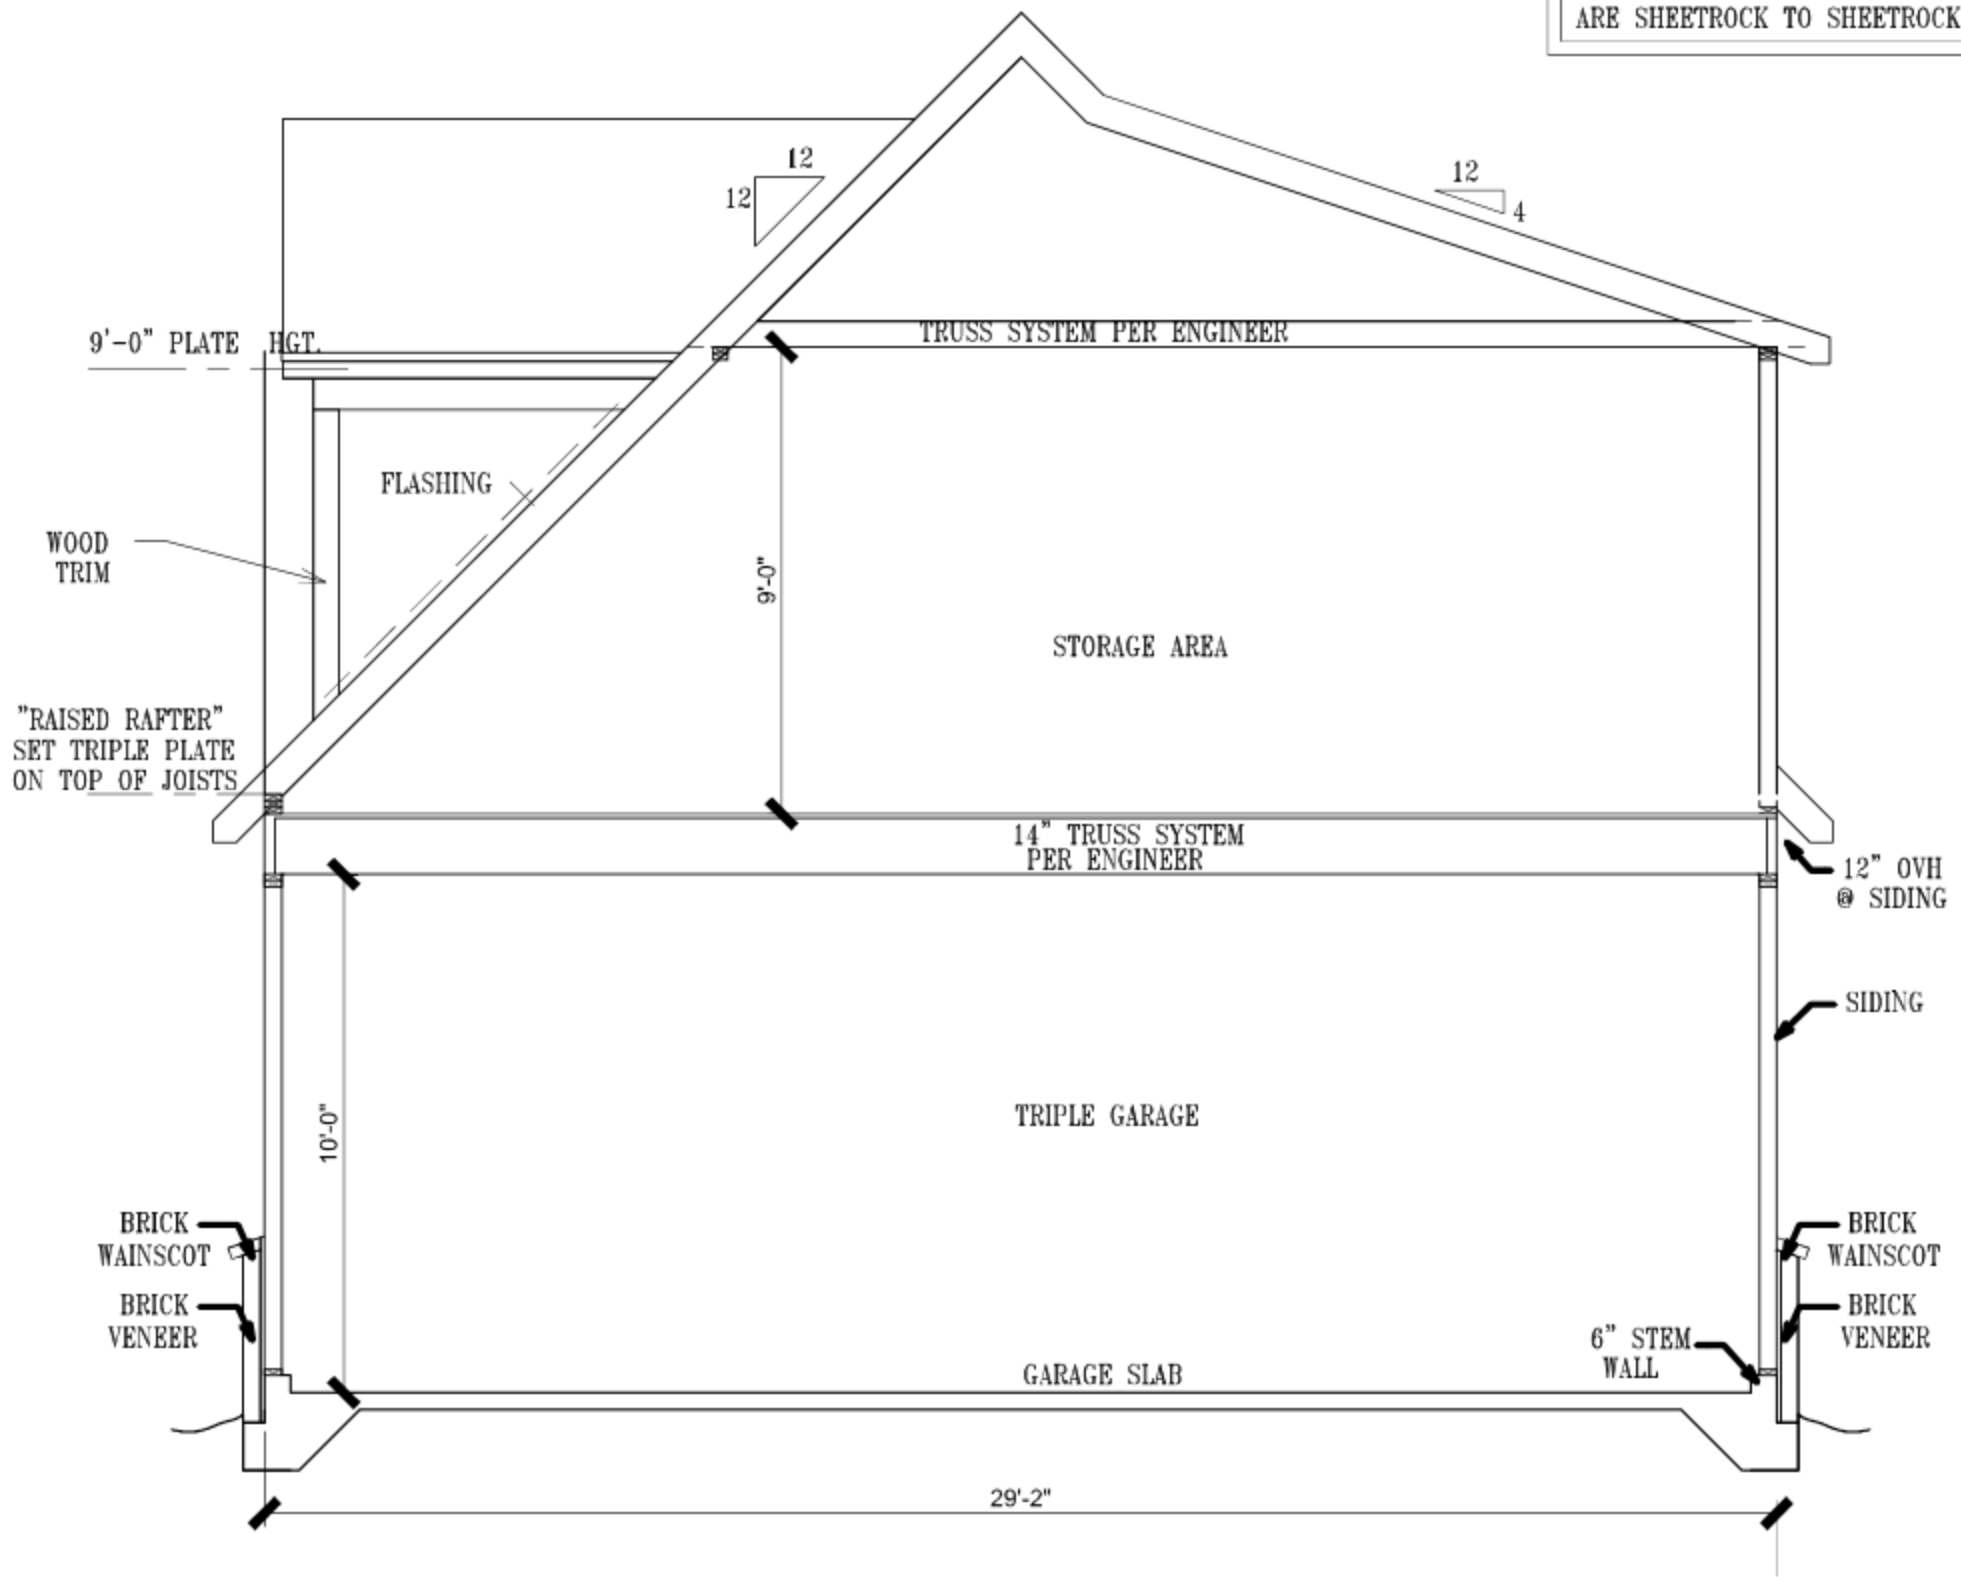 ARE SHEETROCK TO SHEETROCK
12
12
12
4
9'-0" PLATE HGT.
TRUSS SYSTEM PER ENGINEER
FLASHING
WOOD
TRIM
9'-0"
STORAGE AREA
"RAISED RAFTER"
SET TRIPLE PLATE
ON TOP OF JOISTS
14" TRUSS SYSTEM
PER ENGINEER
12" OVH
@ SIDING
SIDING
10'-0"
TRIPLE GARAGE
BRICK
WAINSCOT
BRICK
WAINSCOT
BRICK
VENEER
BRICK
VENEER
6" STEM
WALL
GARAGE SLAB
29'-2"